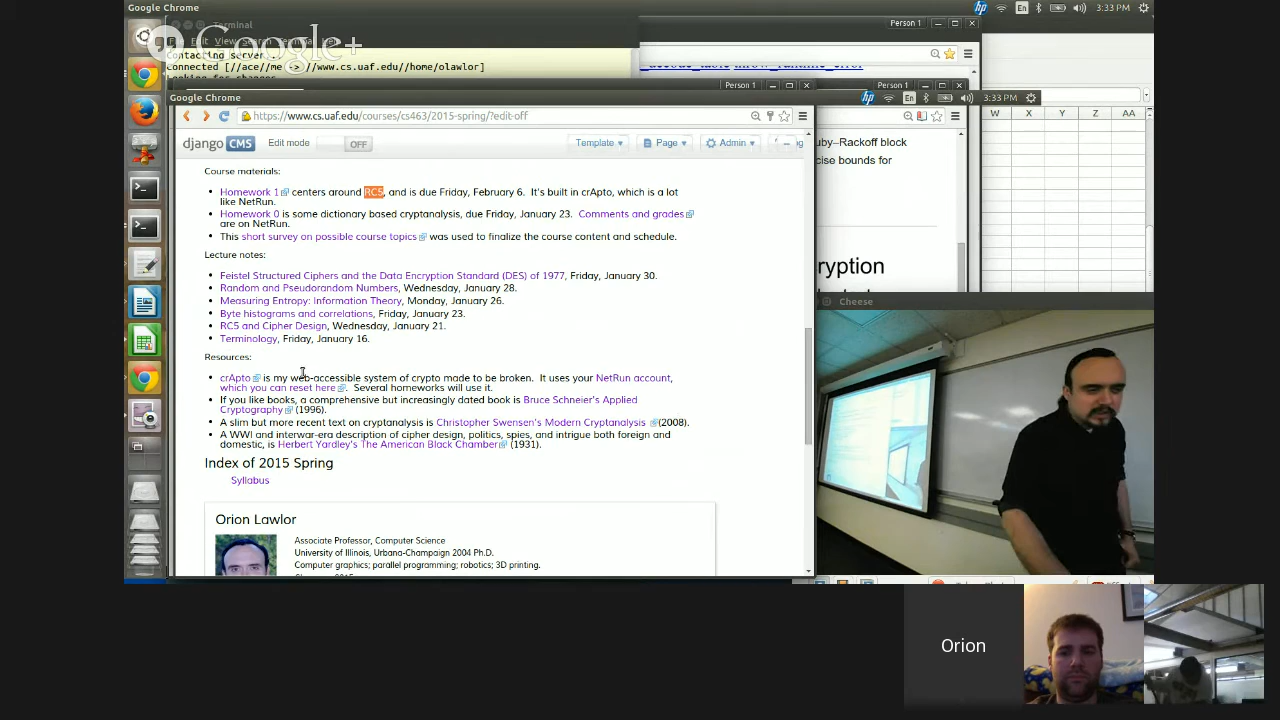 Google Chrome
En
3:33 PM
Terminal
Person 1
Google+
Contacting server..
Connected [//ace//me -> //www.cs.uaf//home/olawlor]
Looking for changes
Person 1
Person 1
Google Chrome
En
3:33 PM
https://www.cs.uaf.edu/courses/cs463/2015-spring/?edit-off
W X Y Z AA
django CMS Edit mode OFF Template Page Admin
uby–Rackoff block
cise bounds for
Course materials:
Homework 1 centers around RC5, and is due Friday, February 6. It's built in crApto, which is a lot
like NetRun.
Homework 0 is some dictionary based cryptanalysis, due Friday, January 23. Comments and grades
are on NetRun.
This short survey on possible course topics was used to finalize the course content and schedule.
Lecture notes:
ryption
Feistel Structured Ciphers and the Data Encryption Standard (DES) of 1977, Friday, January 30.
Random and Pseudorandom Numbers, Wednesday, January 28.
Measuring Entropy: Information Theory, Monday, January 26.
Cheese
Byte histograms and correlations, Friday, January 23.
RC5 and Cipher Design, Wednesday, January 21.
Terminology, Friday, January 16.
Resources:
crApto is my web-accessible system of crypto made to be broken. It uses your NetRun account,
which you can reset here. Several homeworks will use it.
If you like books, a comprehensive but increasingly dated book is Bruce Schneier's Applied
Cryptography (1996).
A slim but more recent text on cryptanalysis is Christopher Swensen's Modern Cryptanalysis (2008).
A WWI and interwar-era description of cipher design, politics, spies, and intrigue both foreign and
domestic, is Herbert Yardley's The American Black Chamber (1931).
Index of 2015 Spring
Syllabus
Orion Lawlor
Associate Professor, Computer Science
University of Illinois, Urbana-Champaign 2004 Ph.D.
Computer graphics; parallel programming; robotics; 3D printing.
Orion